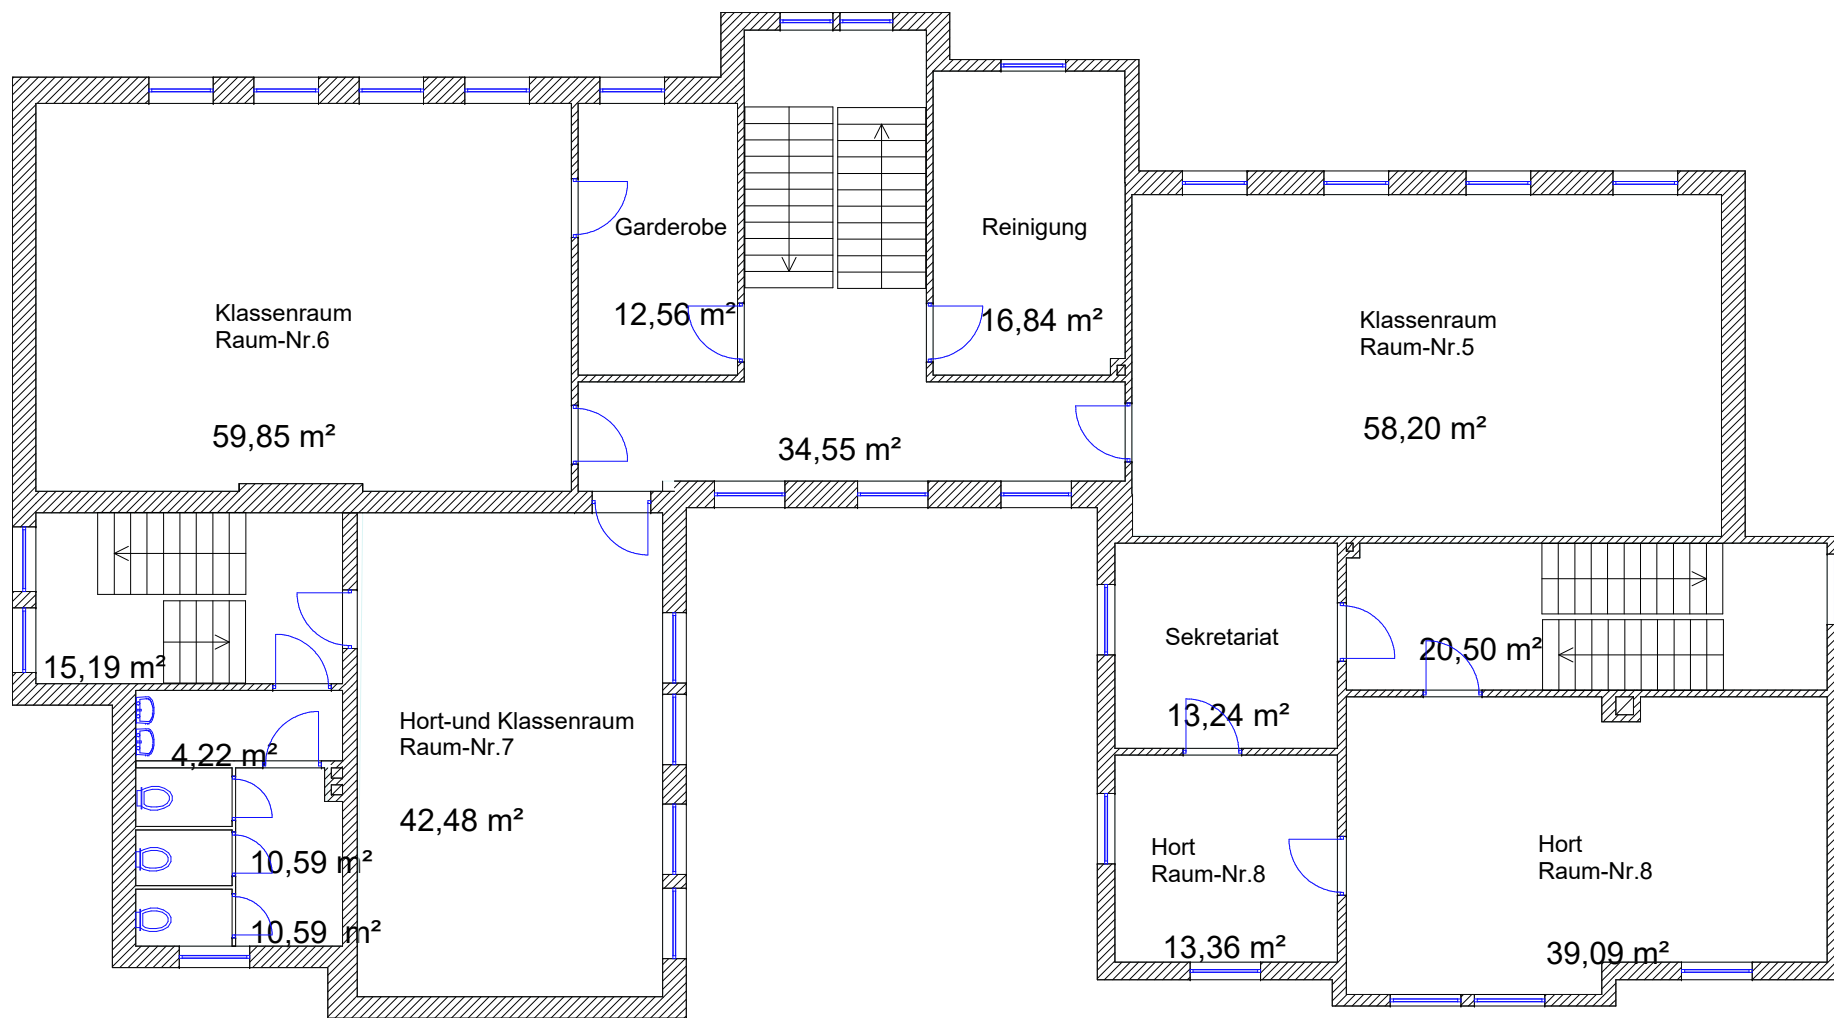 Garderobe
12,56 m²
Reinigung
16,84 m²
Klassenraum
Raum-Nr.6
59,85 m²
Klassenraum
Raum-Nr.5
58,20 m²
34,55 m²
15,19 m²
4,22 m²
10,59 m²
10,59 m²
Hort-und Klassenraum
Raum-Nr.7
42,48 m²
Sekretariat
13,24 m²
20,50 m²
Hort
Raum-Nr.8
13,36 m²
Hort
Raum-Nr.8
39,09 m²